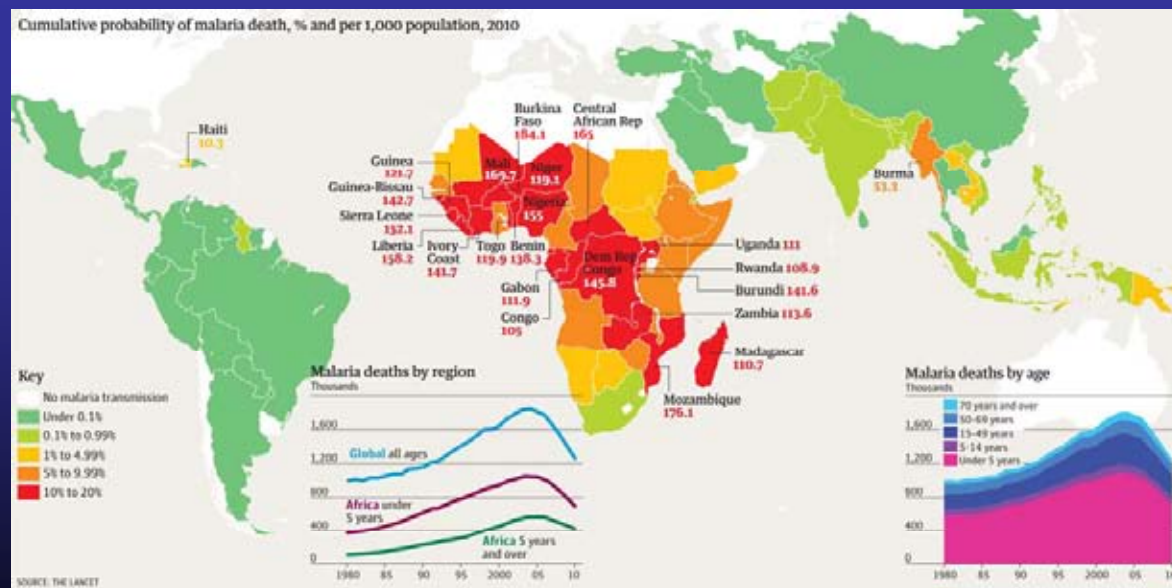 Cumulative probability of malaria death, % and per 1,000 population, 2010
Haiti
10.3
Burkina
Faso
184.1
Central
African Rep
165
Guinea
121.7
Mali
169.7
Niger
119.1
Guinea-Bissau
142.7
Nigeria
155
Sierra Leone
132.1
Liberia
158.2
Ivory
Coast
141.7
Togo
119.9
Benin
138.3
Dem Rep
Congo
145.8
Gabon
111.9
Congo
105
Uganda 111
Rwanda 108.9
Burundi 141.6
Zambia 113.6
Madagascar
110.7
Mozambique
176.1
Burma
Key
No malaria transmission
Under 0.1%
0.1% to 0.99%
1% to 4.99%
5% to 9.99%
10% to 20%
Malaria deaths by region
Thousands
1,600
1,200
800
400
0
Global all ages
Africa under
5 years
Africa 5 years
and over
1980
85
90
95
2000
05
10
Malaria deaths by age
Thousands
70 years and over
50-69 years
15-49 years
5-14 years
Under 5 years
1,600
1,200
800
400
0
1980
85
90
95
2000
05
SOURCE: THE LANCET